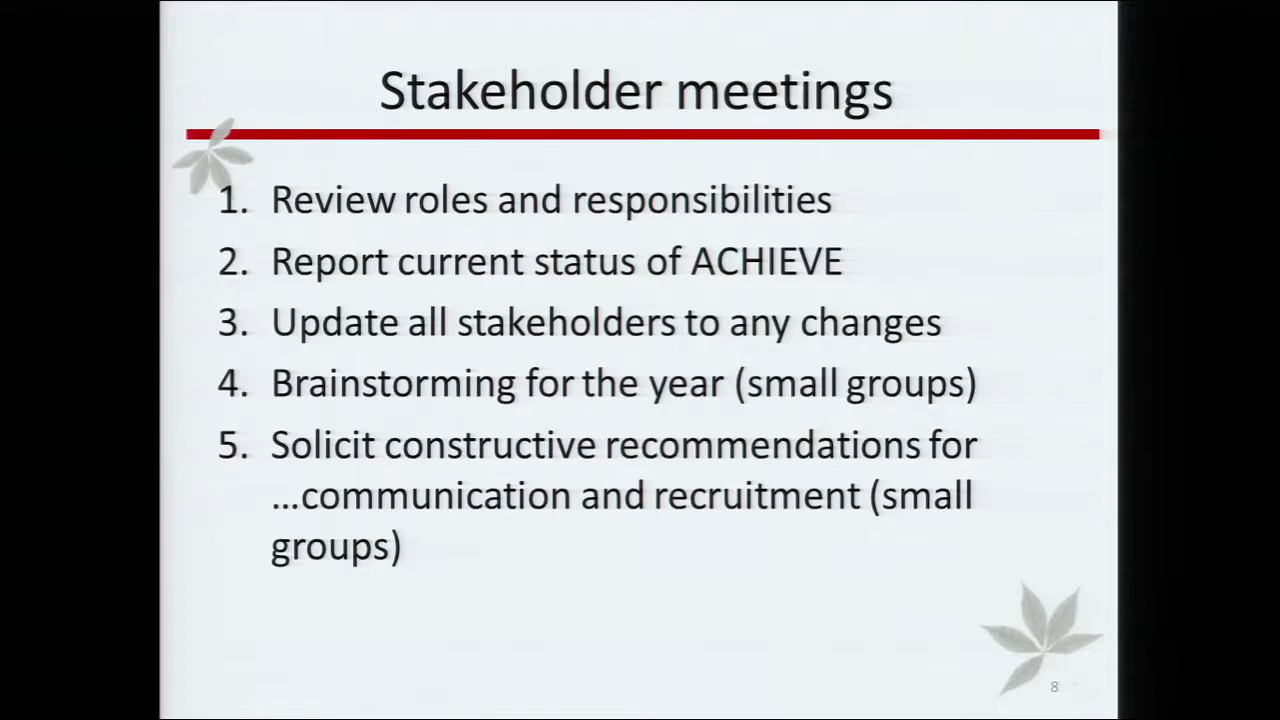 Stakeholder meetings
1. Review roles and responsibilities
2. Report current status of ACHIEVE
3. Update all stakeholders to any changes
4. Brainstorming for the year (small groups)
5. Solicit constructive recommendations for
…communication and recruitment (small
groups)
8